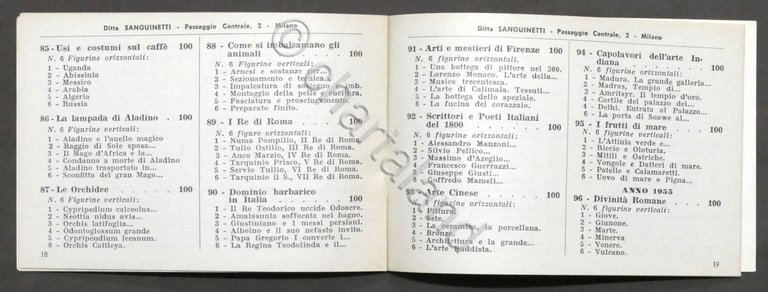 Ditta SANGUINETTI - Passaggio Centrale, 2 - Milano
85 - Usi e costumi sul caffè 100
N. 6 Figurine orizzontali:
1 - Uganda
2 - Abissinia
3 - Messico
4 - Arabia
5 - Algeria
6 - Russia
86 - La lampada di Aladino . 100
N. 6 Figurine verticali:
1 - Aladino e l'anello magico
2 - Raggio di Sole sposa...
3 - Il Mago d'Africa e la...
4 - Condanna a morte di Aladino
5 - Aladino trasportato in...
6 - Sconfitta del gran Mago...
87 - Le Orchidee . . . . 100
N. 6 Figurine verticali:
1 - Cypripedium calceolus...
2 - Neottia nidus avis...
3 - Orchis latifoglia...
4 - Odontoglossum grande
5 - Cypripendium leeanum.
6 - Orchis Cattleya.
18
88 - Come si imbalsamano gli
animali . . . . 100
N. 6 Figurine verticali:
1 - Arnesi e sostanze per...
2 - Sezionamento e tecnica...
3 - Impalcatura di sostegno, imb.
4 - Montaggio della pelle e cucitura.
5 - Fasciatura e prosciugamento.
6 - Preparato finito.
89 - I Re di Roma . . . . 100
N. 6 figure orizzontali:
1 - Numa Pompilio, II Re di Roma.
2 - Tullo Ostilio, III Re di Roma.
3 - Anco Marzio, IV Re di Roma.
4 - Tarquinio Prisco, V Re di Roma.
5 - Servio Tullio, VI Re di Roma.
6 - Tarquinio il S., VII Re di Roma.
90 - Dominio barbarico
in Italia . . . . 100
1 - Il Re Teodorico uccide Odoacre.
2 - Amalasunta soffocata nel bagno.
3 - Giustiniano e i messi persiani.
4 - Alboino e il suo nefasto invito.
5 - Papa Gregorio I converte i...
6 - La Regina Teodolinda e il...
Ditta SANGUINETTI - Passaggio Centrale, 2 - Milano
91 - Arti e mestieri di Firenze 100
N. 6 Figurine orizzontali:
1 - Una bottega di pittore nel 300.
2 - Lorenzo Monaco. L'arte della...
3 - Musica trecentesca.
4 - L'arte di Calimala. Tessuti...
5 - La bottega dello speziale.
6 - La fucina del corazzaio.
92 - Scrittori e Poeti Italiani
del 1800 . . . . 100
N. 6 figurine orizzontali:
1 - Alessandro Manzoni.
2 - Silvio Pellico.
3 - Massimo d'Azeglio.
4 - Francesco Guerrazzi.
5 - Giuseppe Giusti.
6 - Goffredo Mameli.
93 - Arte Cinese . . . . 100
N. 6 figurine orizzontali:
1 - Pittura.
2 - Sete.
3 - La ceramica, la porcellana.
4 - Bronzo.
5 - Architettura e la grande...
6 - L'arte buddista.
94 - Capolavori dell'arte In-
diana . . . . 100
N. 6 figurine orizzontali:
1 - Madura. La grande galleria...
2 - Madras, Tempio di...
3 - Amritsyr. Il tempio d'oro.
4 - Cortile del palazzo del...
5 - Delhi. Entrata al Palazzo...
6 - La porta di Soawe al...
95 - I frutti di mare . . 100
N. 6 figurine verticali:
1 - L'Attinia verde e...
2 - Riccio e Oloturia.
3 - Mitili e Ostriche.
4 - Vongole e Datteri di mare.
5 - Patelle e Calamaretti.
6 - Uovo di mare e Pigna...
ANNO 1955
96 - Divinità Romane . . 100
N. 6 figurine verticali:
1 - Giove.
2 - Giunone.
3 - Marte.
4 - Minerva
5 - Venere.
6 - Vulcano.
19
© chartaland